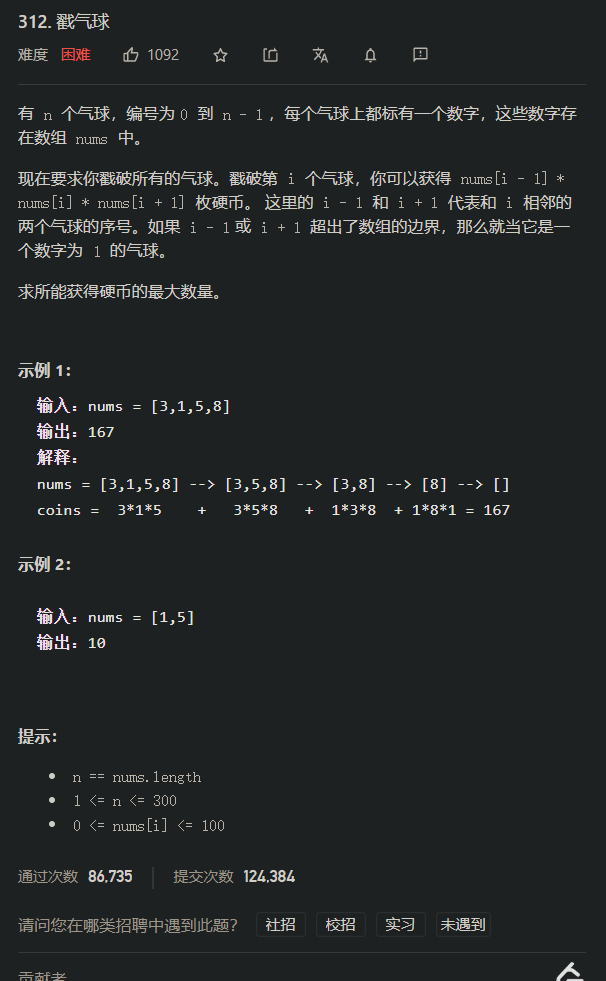 312. 戳气球
难度 困难 1092
有 n 个气球，编号为0 到 n - 1，每个气球上都标有一个数字，这些数字存
在数组 nums 中。
现在要求你戳破所有的气球。戳破第 i 个气球，你可以获得 nums[i - 1] *
nums[i] * nums[i + 1] 枚硬币。 这里的 i - 1 和 i + 1 代表和 i 相邻的
两个气球的序号。如果 i - 1或 i + 1 超出了数组的边界，那么就当它是一
个数字为 1 的气球。
求所能获得硬币的最大数量。
示例 1：
输入：nums = [3,1,5,8]
输出：167
解释：
nums = [3,1,5,8] --> [3,5,8] --> [3,8] --> [8] --> []
coins = 3*1*5 + 3*5*8 + 1*3*8 + 1*8*1 = 167
示例 2：
输入：nums = [1,5]
输出：10
提示：
n == nums.length
1 <= n <= 300
0 <= nums[i] <= 100
通过次数 86,735 提交次数 124,384
请问您在哪类招聘中遇到此题？ 社招 校招 实习 未遇到
贡献者